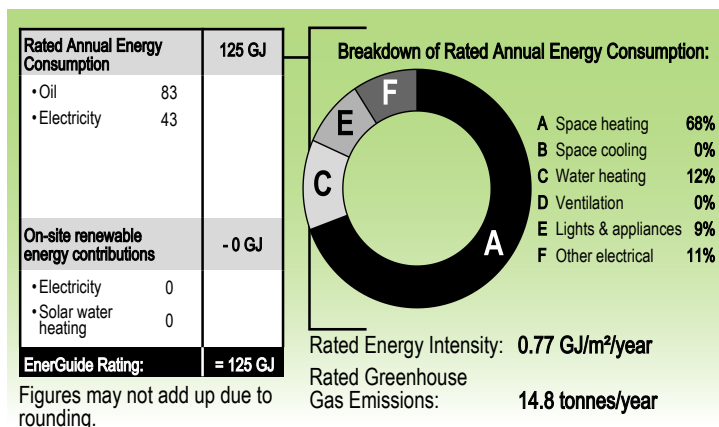 Rated Annual Energy
Consumption
125 GJ
• Oil 83
• Electricity 43
On-site renewable
energy contributions
- 0 GJ
• Electricity 0
• Solar water
heating 0
EnerGuide Rating: = 125 GJ
Figures may not add up due to
rounding.
Breakdown of Rated Annual Energy Consumption:
F
E
C
A
A Space heating 68%
B Space cooling 0%
C Water heating 12%
D Ventilation 0%
E Lights & appliances 9%
F Other electrical 11%
Rated Energy Intensity: 0.77 GJ/m²/year
Rated Greenhouse
Gas Emissions: 14.8 tonnes/year